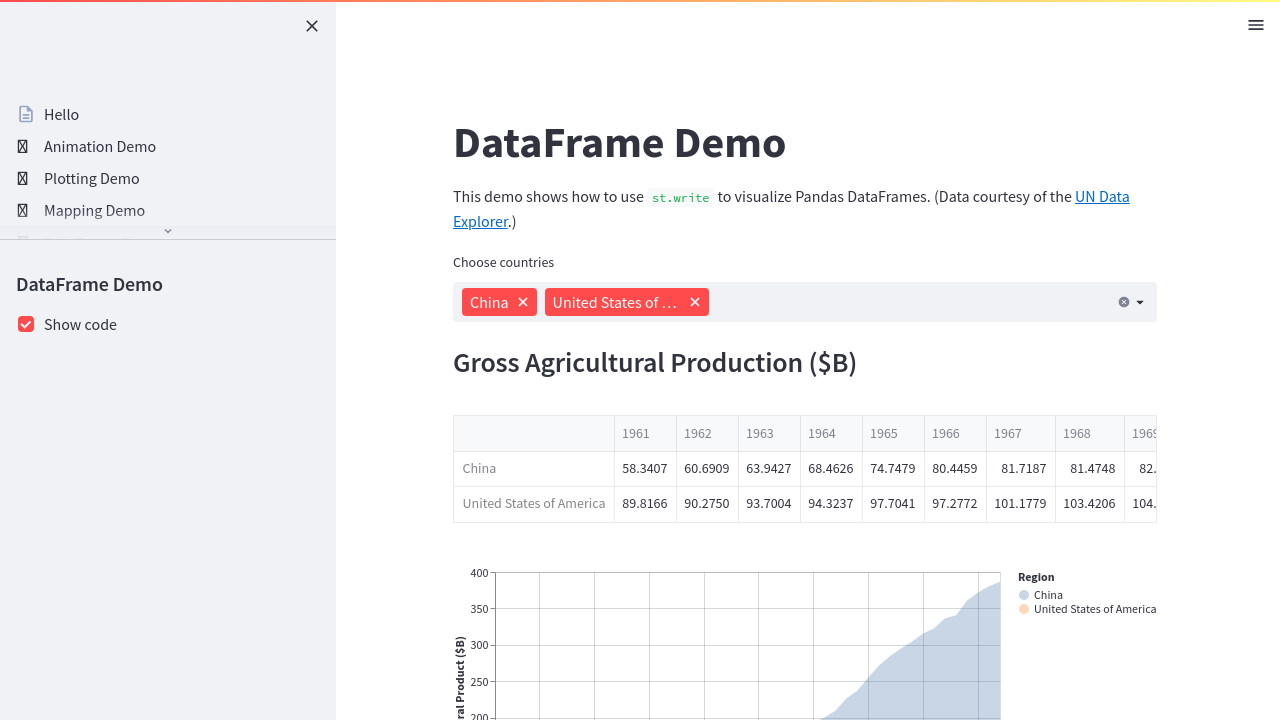 Hello
Animation Demo
Plotting Demo
Mapping Demo
DataFrame Demo
Show code
DataFrame Demo
This demo shows how to use st.write to visualize Pandas DataFrames. (Data courtesy of the UN Data
Explorer.)
Choose countries
China United States of …
Gross Agricultural Production ($B)
1961 1962 1963 1964 1965 1966 1967 1968 1969
China 58.3407 60.6909 63.9427 68.4626 74.7479 80.4459 81.7187 81.4748 82.
United States of America 89.8166 90.2750 93.7004 94.3237 97.7041 97.2772 101.1779 103.4206 104.
400
350
300
250
200
ral Product ($B)
Region
China
United States of America